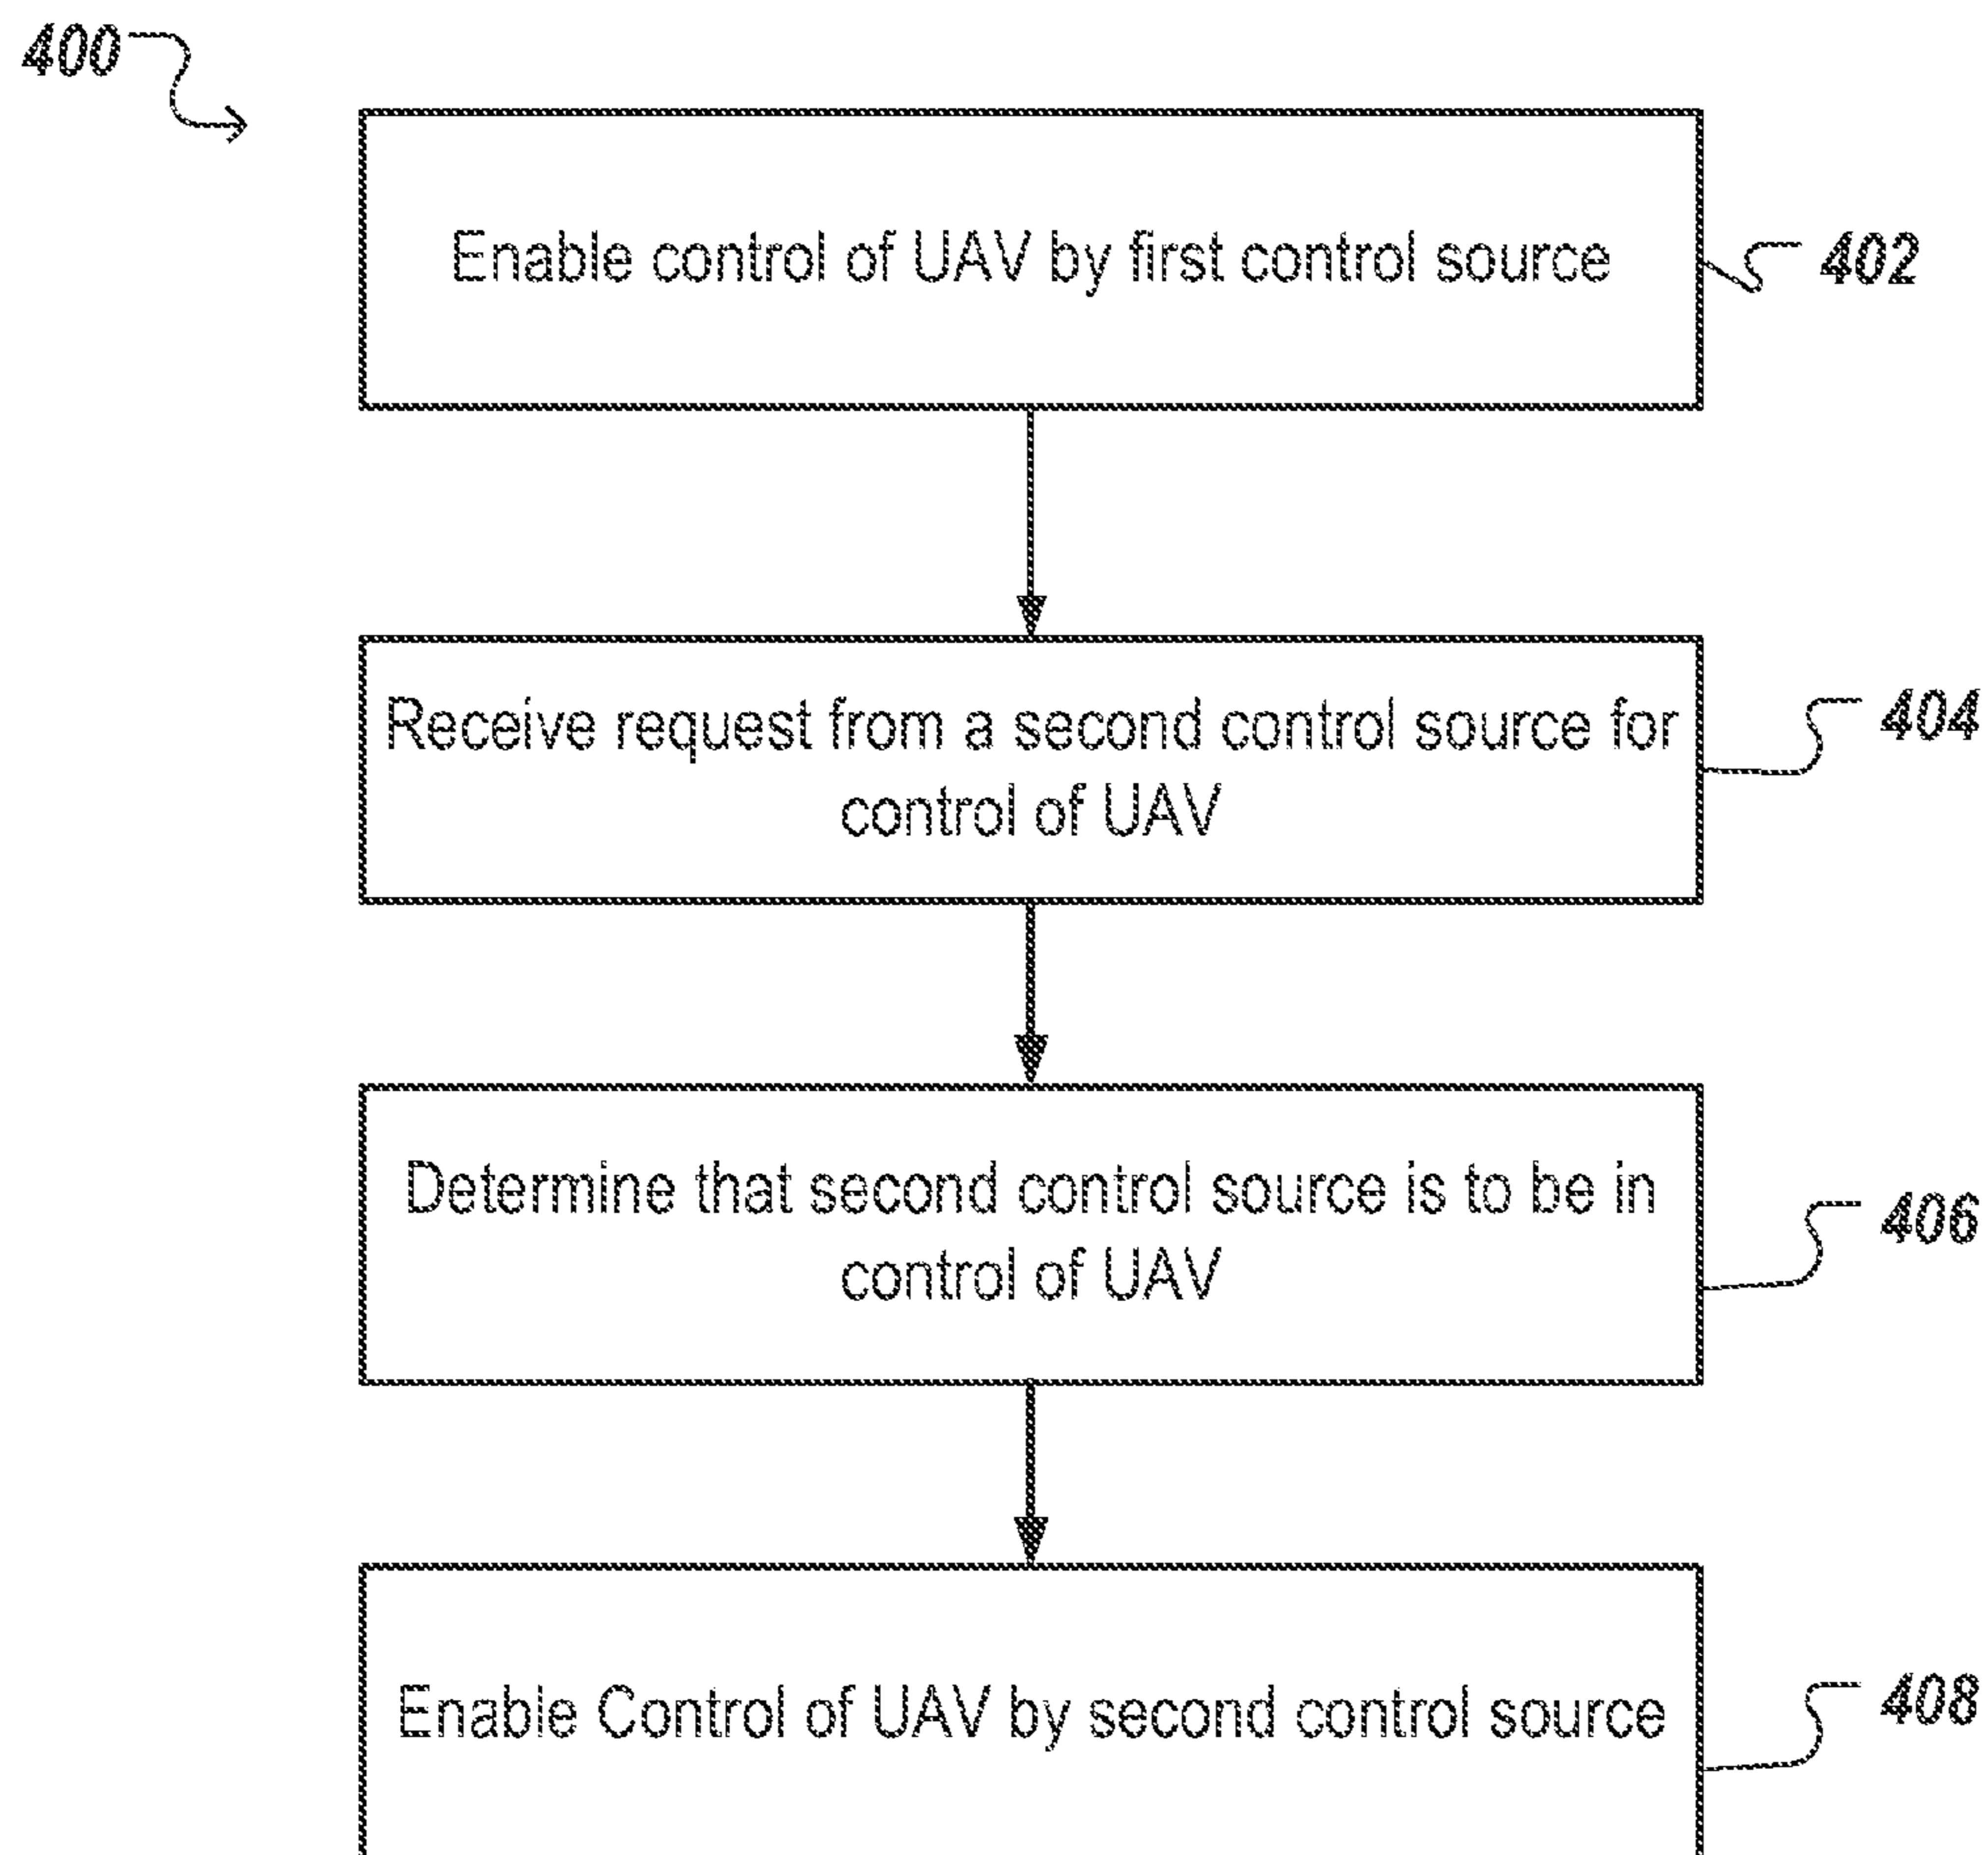 400
Enable control of UAV by first control source
402
Receive request from a second control source for
control of UAV
404
Determine that second control source is to be in
control of UAV
406
Enable Control of UAV by second control source
408